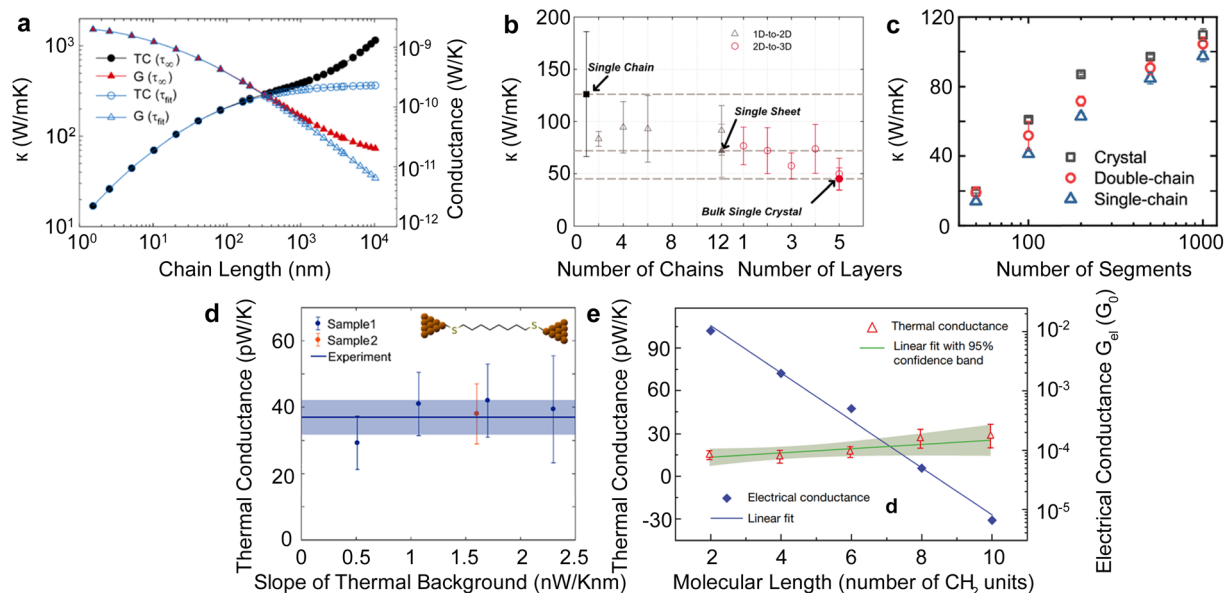 a
κ (W/mK)
10³
10²
10¹
TC (τ∞)
G (τ∞)
TC (τfit)
G (τfit)
10⁻⁹
10⁻¹⁰
10⁻¹¹
10⁻¹²
Conductance (W/K)
10⁰ 10¹ 10² 10³ 10⁴
Chain Length (nm)
b
κ (W/mK)
200
150
100
50
0
1D-to-2D
2D-to-3D
Single Chain
Single Sheet
Bulk Single Crystal
0 4 8 12 1 3 5
Number of Chains Number of Layers
c
κ (W/mK)
120
80
40
0
Crystal
Double-chain
Single-chain
100 1000
Number of Segments
d
Thermal Conductance (pW/K)
60
40
20
0
Sample1
Sample2
Experiment
S S
0 0.5 1 1.5 2 2.5
Slope of Thermal Background (nW/Knm)
e
Thermal Conductance (pW/K)
90
60
30
15
0
-30
Thermal conductance
Linear fit with 95%
confidence band
Electrical conductance
Linear fit
d
10⁻²
10⁻³
10⁻⁴
10⁻⁵
Electrical Conductance Gel (G0)
2 4 6 8 10
Molecular Length (number of CH2 units)